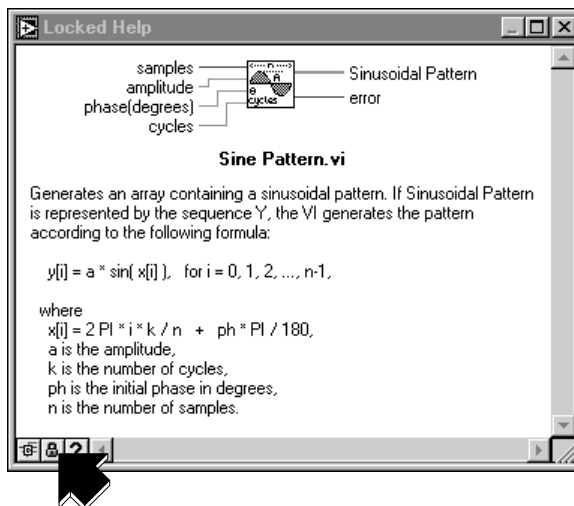 Locked Help
samples
amplitude
phase(degrees)
cycles
n
A
θ
cycles
Sinusoidal Pattern
error
Sine Pattern.vi
Generates an array containing a sinusoidal pattern. If Sinusoidal Pattern
is represented by the sequence Y, the VI generates the pattern
according to the following formula:
y[i] = a * sin( x[i] ),   for i = 0, 1, 2, ..., n-1,
where
x[i] = 2 PI * i * k / n   +   ph * PI / 180,
a is the amplitude,
k is the number of cycles,
ph is the initial phase in degrees,
n is the number of samples.
?